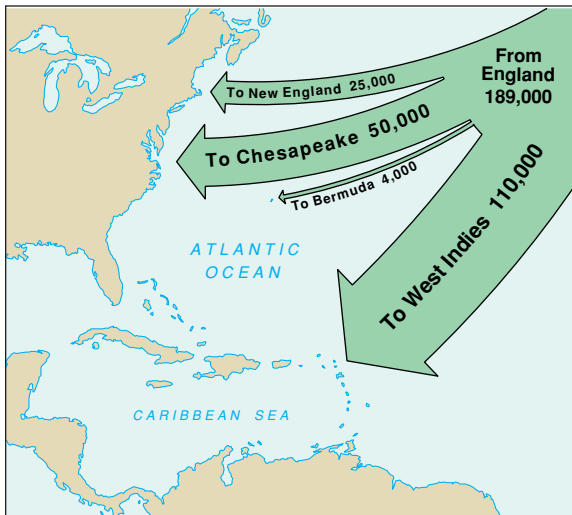 From
England
189,000
To New England 25,000
To Chesapeake 50,000
To Bermuda 4,000
To West Indies 110,000
ATLANTIC
OCEAN
CARIBBEAN SEA